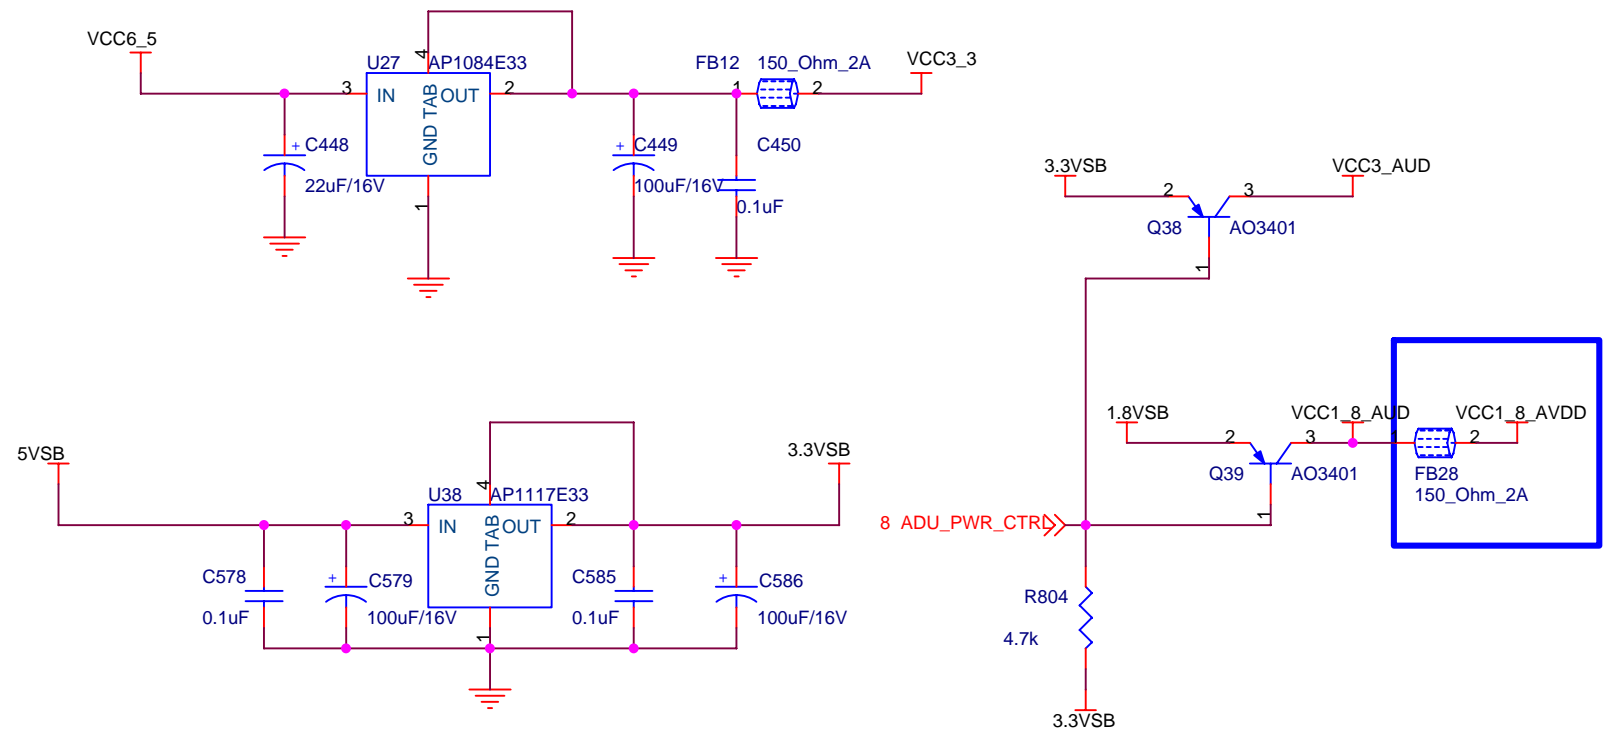 VCC6_5
U27
AP1084E33
4
3
IN
GND TAB
OUT
2
1
+
C448
22uF/16V
+
C449
100uF/16V
C450
0.1uF
FB12
150_Ohm_2A
1
2
VCC3_3
3.3VSB
VCC3_AUD
2
3
Q38
AO3401
1
1.8VSB
VCC1_8_AUD
VCC1_8_AVDD
2
3
1
2
Q39
AO3401
FB28
150_Ohm_2A
1
8 ADU_PWR_CTRL
R804
4.7k
3.3VSB
5VSB
3.3VSB
U38
AP1117E33
4
3
IN
GND TAB
OUT
2
1
C578
0.1uF
+
C579
100uF/16V
C585
0.1uF
+
C586
100uF/16V